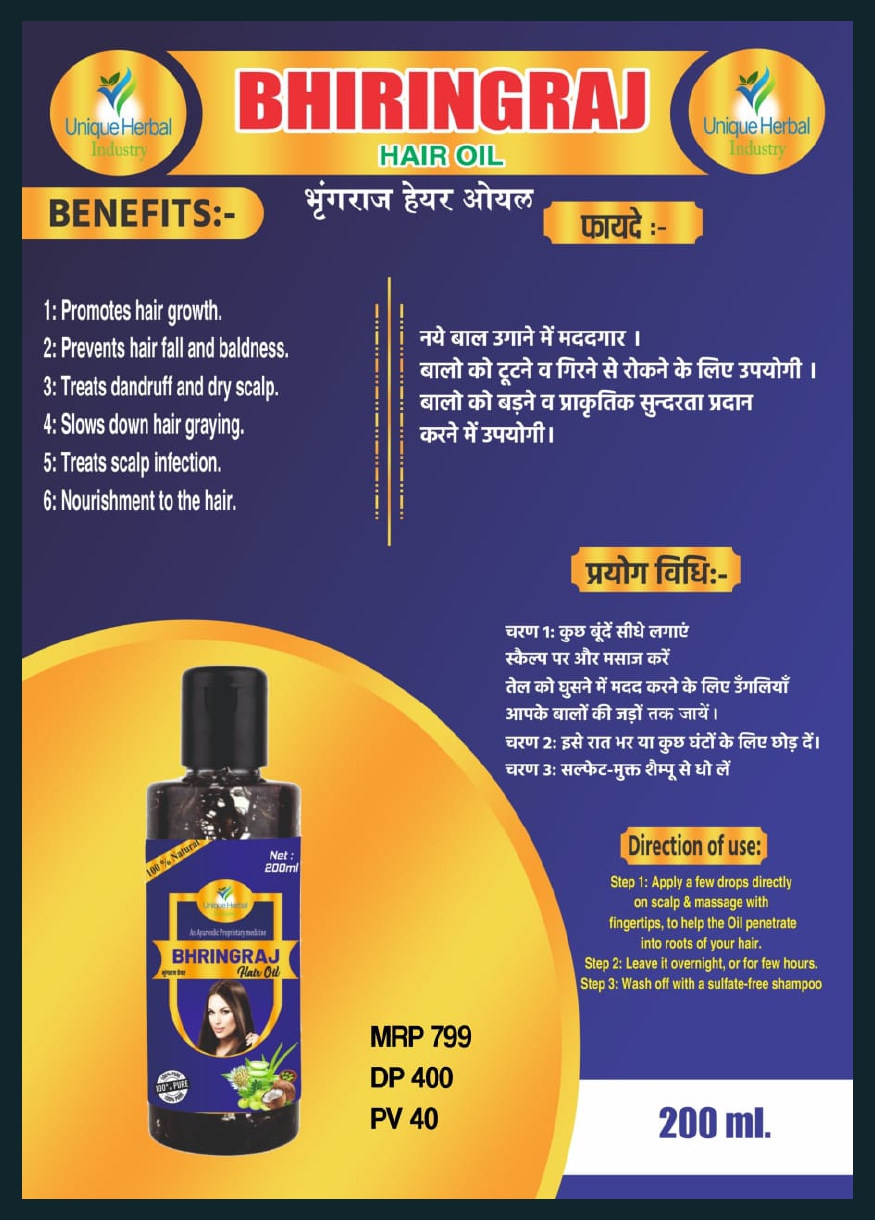 Unique Herbal
Industry
BHIRINGRAJ
HAIR OIL
Unique Herbal
Industry
भृंगराज हेयर ओयल
BENEFITS:-
1: Promotes hair growth.
2: Prevents hair fall and baldness.
3: Treats dandruff and dry scalp.
4: Slows down hair graying.
5: Treats scalp infection.
6: Nourishment to the hair.
फायदे :-
नये बाल उगाने में मददगार ।
बालो को टूटने व गिरने से रोकने के लिए उपयोगी ।
बालो को बड़ने व प्राकृतिक सुन्दरता प्रदान
करने में उपयोगी।
प्रयोग विधि:-
चरण 1: कुछ बूंदें सीधे लगाएं
स्कैल्प पर और मसाज करें
तेल को घुसने में मदद करने के लिए उँगलियाँ
आपके बालों की जड़ों तक जायें।
चरण 2: इसे रात भर या कुछ घंटों के लिए छोड़ दें।
चरण 3: सल्फेट-मुक्त शैम्पू से धो लें
Direction of use:
Step 1: Apply a few drops directly
on scalp & massage with
fingertips, to help the Oil penetrate
into roots of your hair.
Step 2: Leave it overnight, or for few hours.
Step 3: Wash off with a sulfate-free shampoo
100 % Natural
Net :
200ml
Unique Herbal
An Ayurvedic Proprietary medicine
BHRINGRAJ
Hair Oil
100% PURE
MRP 799
DP 400
PV 40
200 ml.